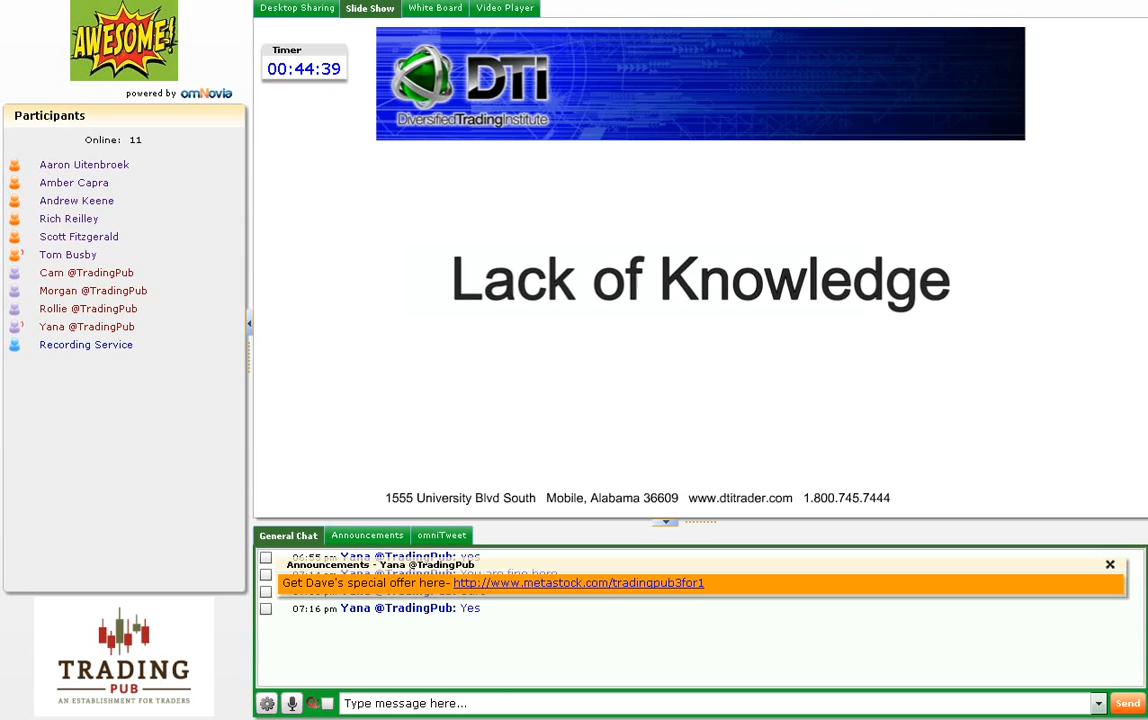 AWESOME!
powered by omNovia
Participants
Online: 11
Aaron Uitenbroek
Amber Capra
Andrew Keene
Rich Reilley
Scott Fitzgerald
Tom Busby
Cam @TradingPub
Morgan @TradingPub
Rollie @TradingPub
Yana @TradingPub
Recording Service
TRADING
PUB
AN ESTABLISHMENT FOR TRADERS
Desktop Sharing Slide Show White Board Video Player
Timer
00:44:39
DTI
DiversifiedTradingInstitute
Lack of Knowledge
1555 University Blvd South Mobile, Alabama 36609 www.dtitrader.com 1.800.745.7444
General Chat Announcements omniTweet
06:55 pm Yana @TradingPub: yes
Announcements - Yana @TradingPub
You are fine here
Get Dave's special offer here- http://www.metastock.com/tradingpub3for1
07:16 pm Yana @TradingPub: Yes
Type message here...
Send